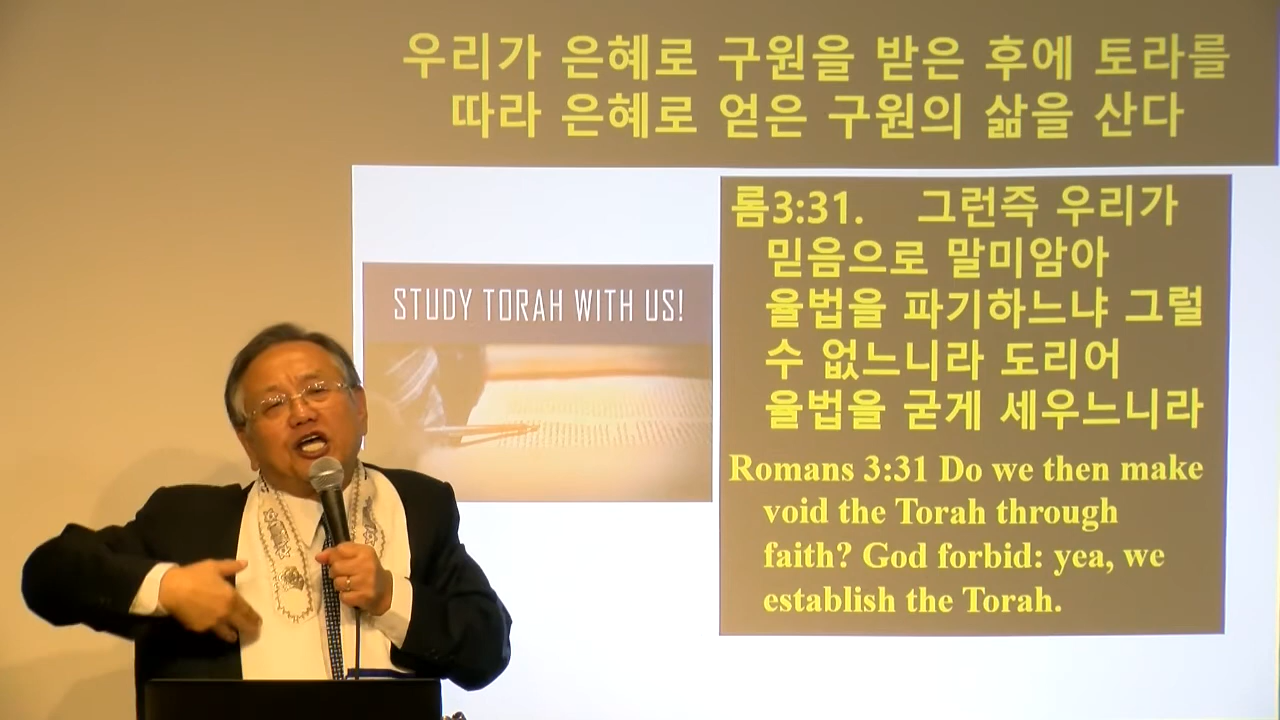 우리가 은혜로 구원을 받은 후에 토라를
따라 은혜로 얻은 구원의 삶을 산다
STUDY TORAH WITH US!
롬3:31. 그런즉 우리가
믿음으로 말미암아
율법을 파기하느냐 그럴
수 없느니라 도리어
율법을 굳게 세우느니라
Romans 3:31 Do we then make
void the Torah through
faith? God forbid: yea, we
establish the Torah.